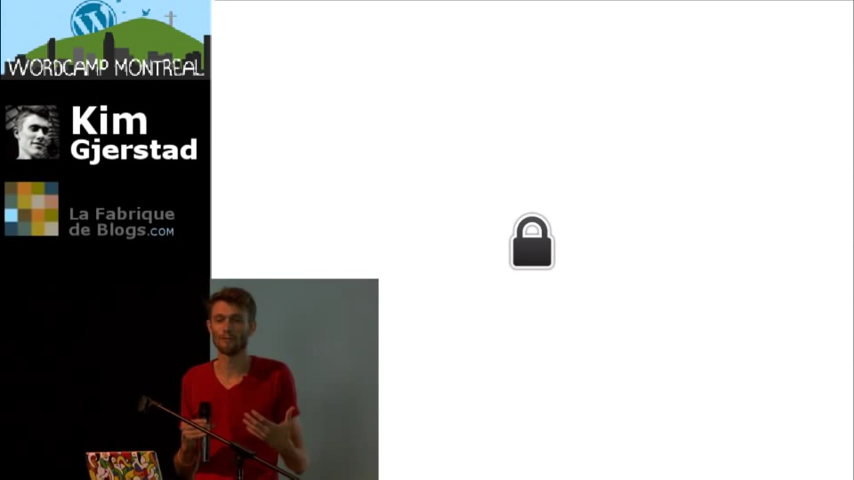 WORDCAMP MONTREAL
Kim
Gjerstad
La Fabrique
de Blogs.COM